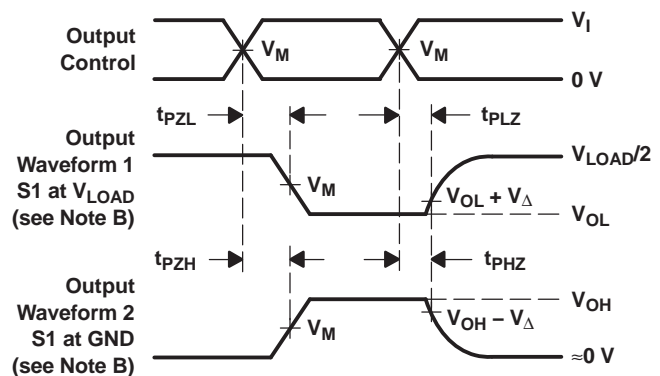 Output
Control
V_M
V_M
V_I
0 V
t_PZL
t_PLZ
Output
Waveform 1
S1 at V_LOAD
(see Note B)
V_M
V_LOAD/2
V_OL + V_Δ
V_OL
t_PZH
t_PHZ
Output
Waveform 2
S1 at GND
(see Note B)
V_M
V_OH
V_OH − V_Δ
≈0 V